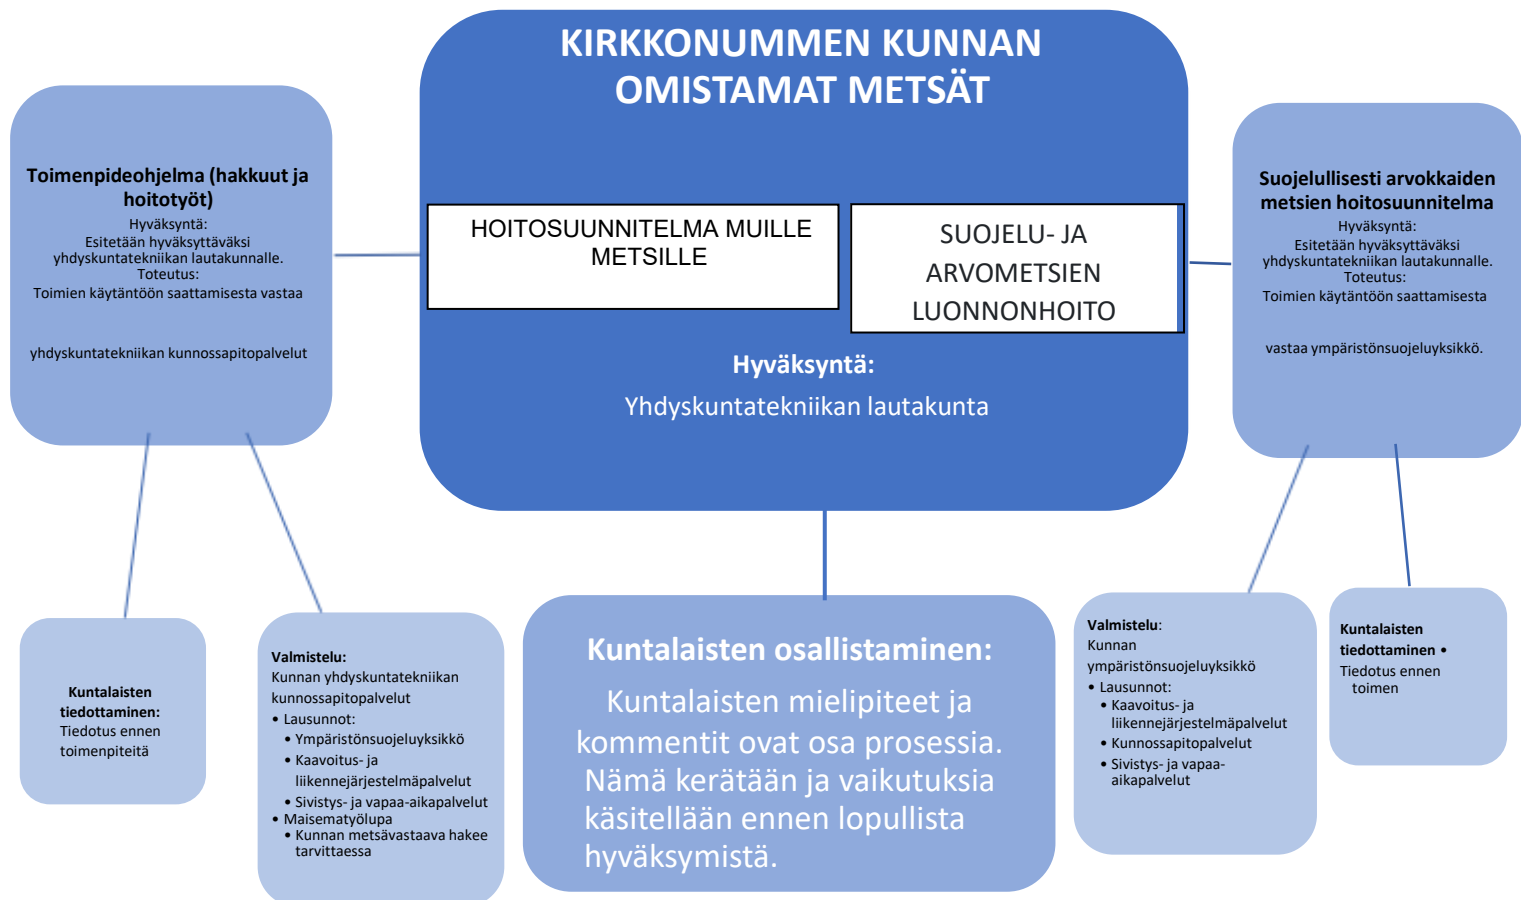 KIRKKONUMMEN KUNNAN
OMISTAMAT METSÄT
HOITOSUUNNITELMA MUILLE
METSILLE
SUOJELU- JA
ARVOMETSIEN
LUONNONHOITO
Hyväksyntä:
Yhdyskuntatekniikan lautakunta
Toimenpideohjelma (hakkuut ja
hoitotyöt)
Hyväksyntä:
Esitetään hyväksyttäväksi
yhdyskuntatekniikan lautakunnalle.
Toteutus:
Toimien käytäntöön saattamisesta vastaa
yhdyskuntatekniikan kunnossapitopalvelut
Suojelullisesti arvokkaiden
metsien hoitosuunnitelma
Hyväksyntä:
Esitetään hyväksyttäväksi
yhdyskuntatekniikan lautakunnalle.
Toteutus:
Toimien käytäntöön saattamisesta
vastaa ympäristönsuojeluyksikkö.
Kuntalaisten
tiedottaminen:
Tiedotus ennen
toimenpiteitä
Valmistelu:
Kunnan yhdyskuntatekniikan
kunnossapitopalvelut
• Lausunnot:
• Ympäristönsuojeluyksikkö
• Kaavoitus- ja
liikennejärjestelmäpalvelut
• Sivistys- ja vapaa-aikapalvelut
• Maisematyölupa
• Kunnan metsävastaava hakee
tarvittaessa
Kuntalaisten osallistaminen:
Kuntalaisten mielipiteet ja
kommentit ovat osa prosessia.
Nämä kerätään ja vaikutuksia
käsitellään ennen lopullista
hyväksymistä.
Valmistelu:
Kunnan
ympäristönsuojeluyksikkö
• Lausunnot:
• Kaavoitus- ja
liikennejärjestelmäpalvelut
• Kunnossapitopalvelut
• Sivistys- ja vapaa-
aikapalvelut
Kuntalaisten
tiedottaminen •
Tiedotus ennen
toimen